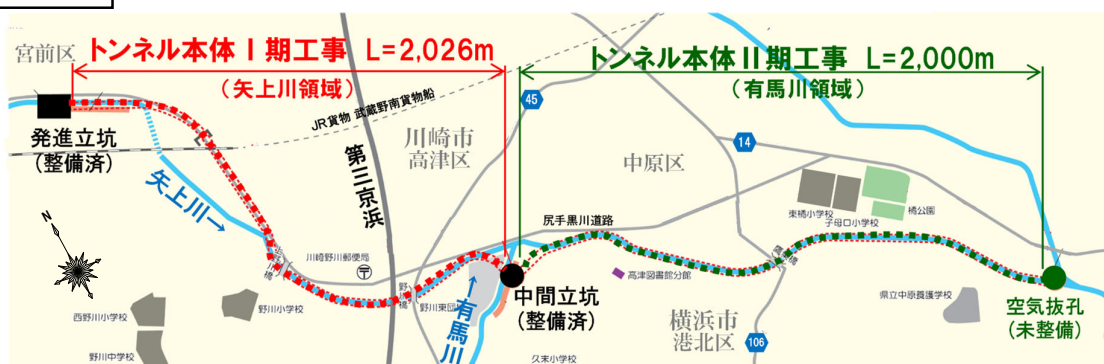 宮前区
トンネル本体Ⅰ期工事 L=2,026m
(矢上川領域)
トンネル本体Ⅱ期工事 L=2,000m
(有馬川領域)
発進立坑
(整備済)
JR貨物 武蔵野南貨物船
45
川崎市
高津区
第三京浜
中原区
14
矢上川→
N
東橘小学校
子母口小学校
橘公園
尻手黒川道路
川崎野川郵便局
高津図書館分館
野川東団地
←有馬川
中間立坑
(整備済)
西野川小学校
野川小学校
野川中学校
久末小学校
横浜市
港北区
106
県立中原養護学校
空気抜孔
(未整備)